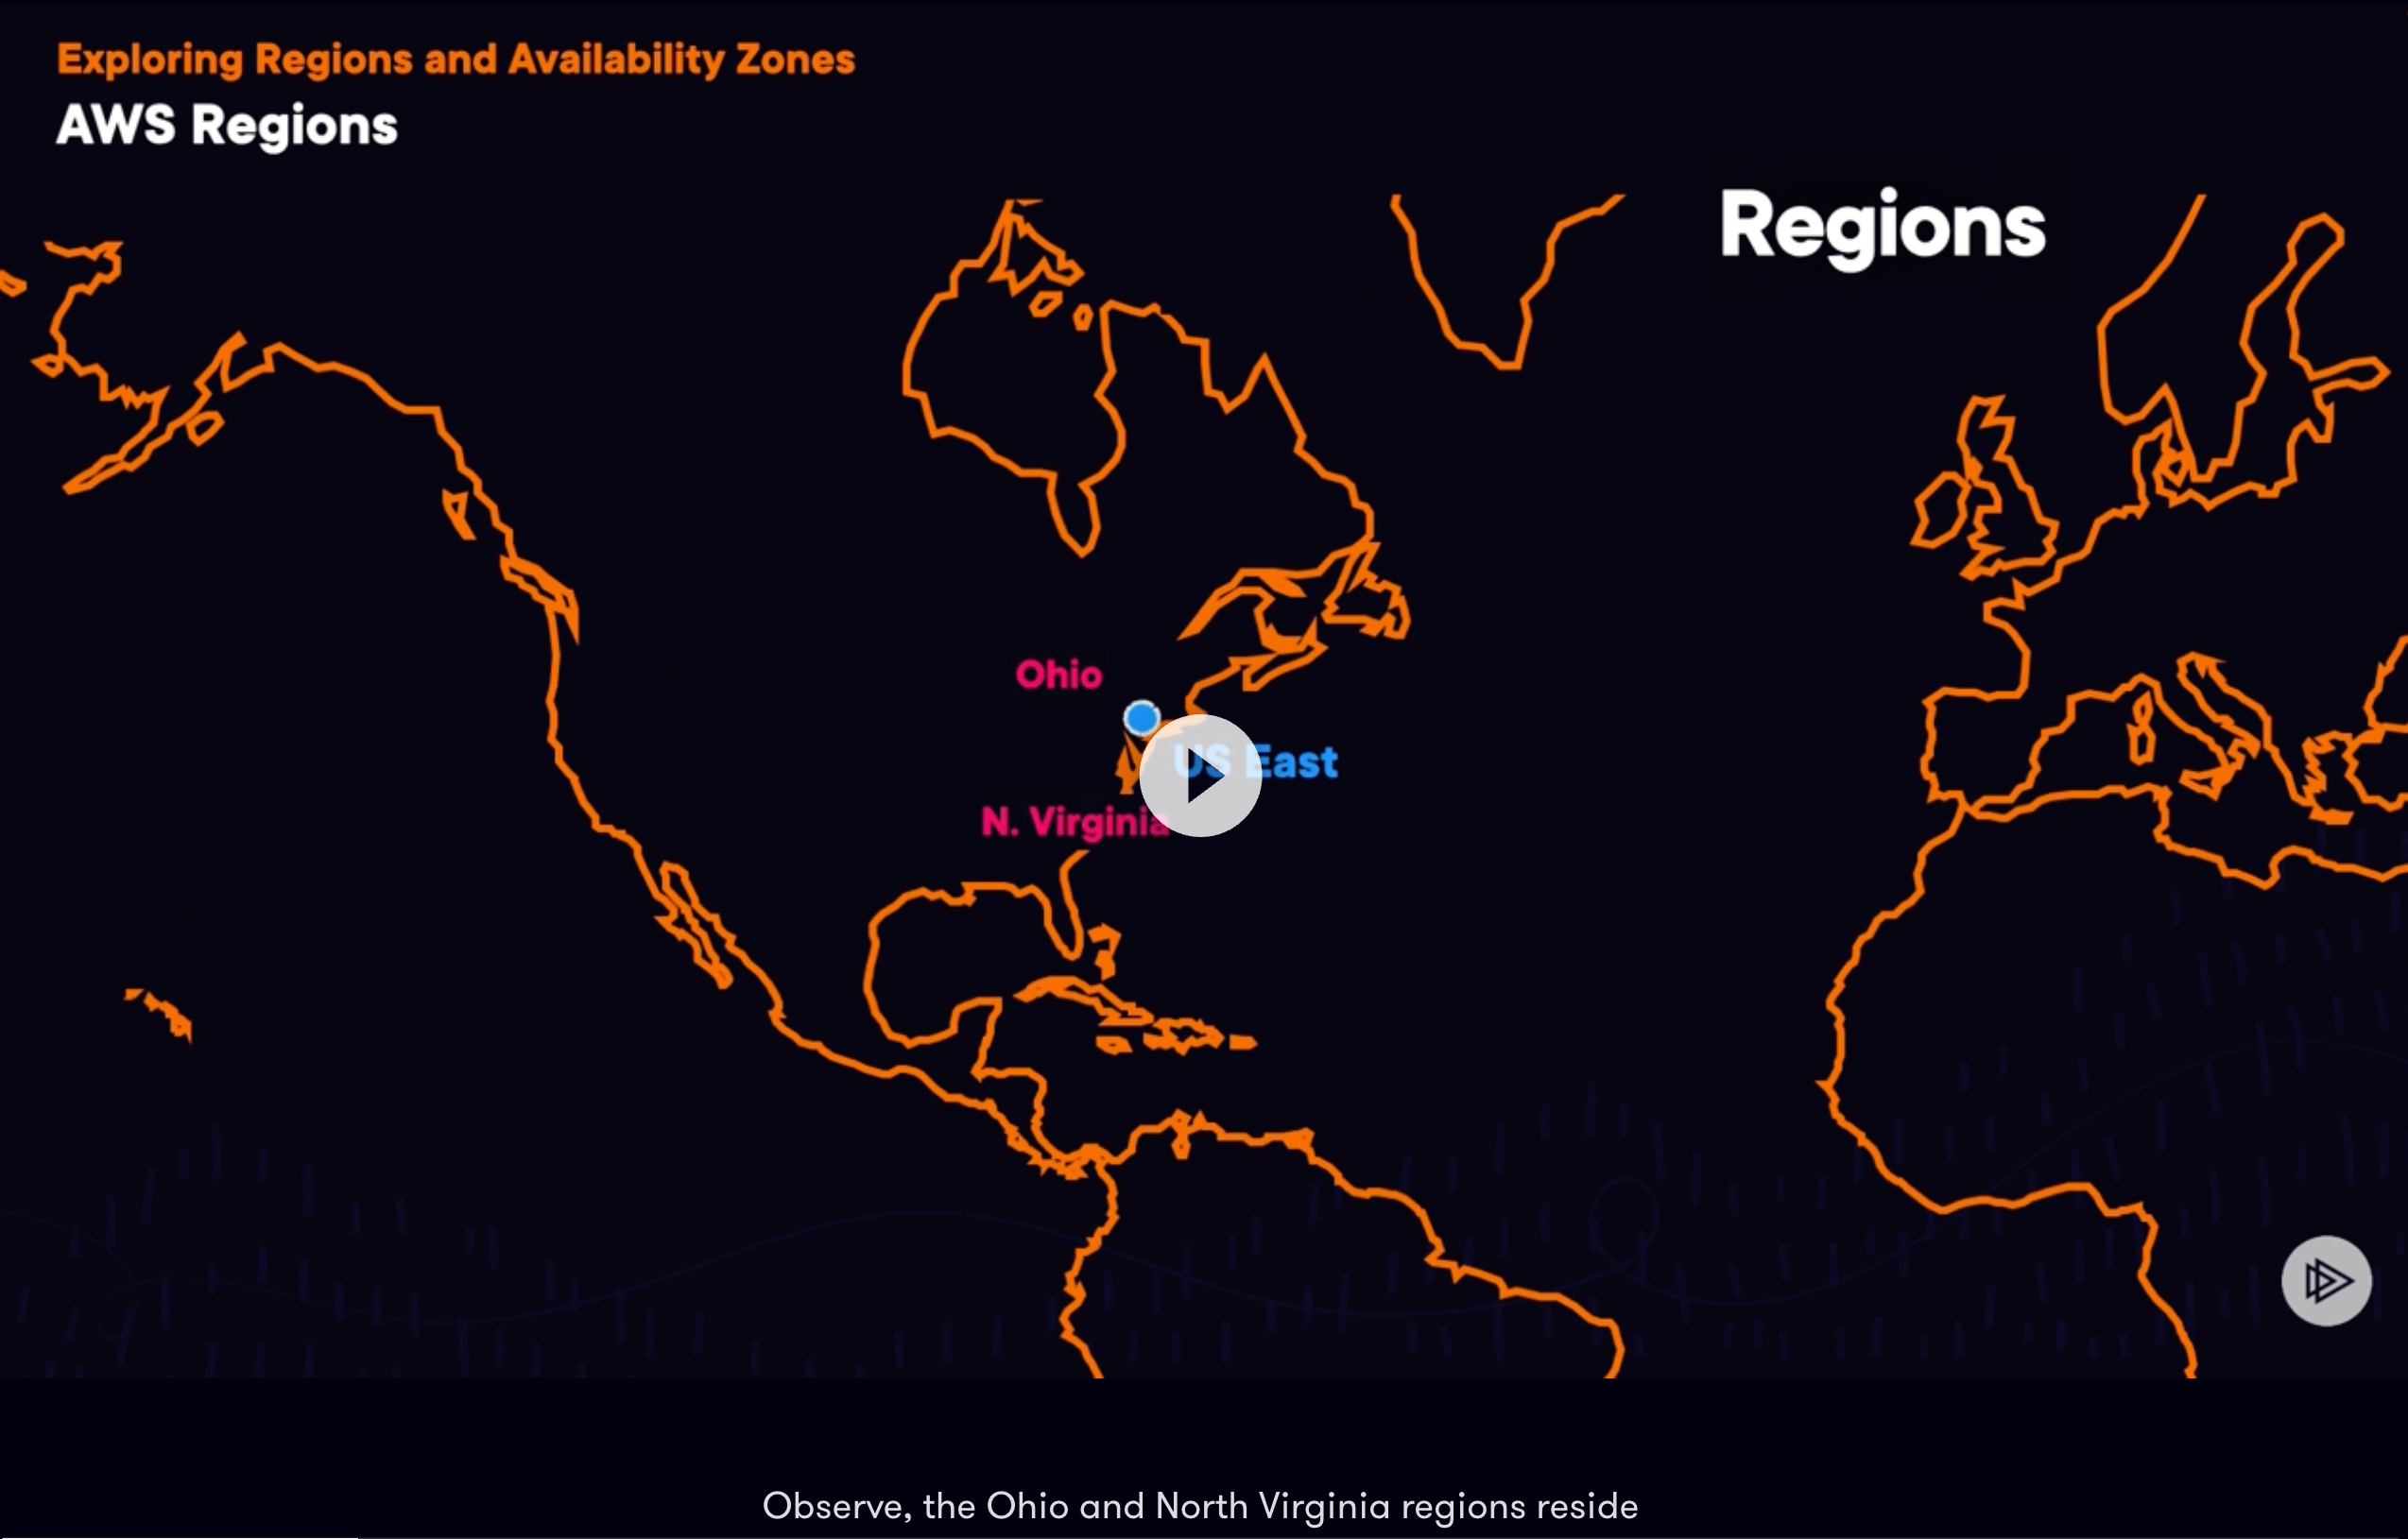 Exploring Regions and Availability Zones
AWS Regions
Regions
Ohio
US East
N. Virginia
Observe, the Ohio and North Virginia regions reside